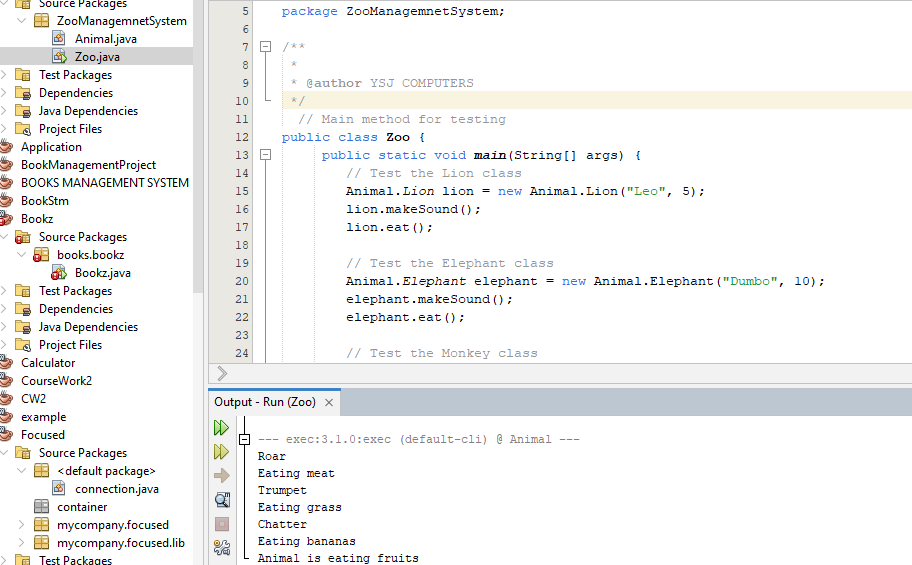 Source Packages
ZooManagemnetSystem
Animal.java
Zoo.java
Test Packages
Dependencies
Java Dependencies
Project Files
Application
BookManagementProject
BOOKS MANAGEMENT SYSTEM
BookStm
Bookz
Source Packages
books.bookz
Bookz.java
Test Packages
Dependencies
Java Dependencies
Project Files
Calculator
CourseWork2
CW2
example
Focused
Source Packages
<default package>
connection.java
container
mycompany.focused
mycompany.focused.lib
Test Packages
5 package ZooManagemnetSystem;
6
7 /**
8 *
9 * @author YSJ COMPUTERS
10 */
11 // Main method for testing
12 public class Zoo {
13 public static void main(String[] args) {
14 // Test the Lion class
15 Animal.Lion lion = new Animal.Lion("Leo", 5);
16 lion.makeSound();
17 lion.eat();
18
19 // Test the Elephant class
20 Animal.Elephant elephant = new Animal.Elephant("Dumbo", 10);
21 elephant.makeSound();
22 elephant.eat();
23
24 // Test the Monkey class
Output - Run (Zoo) ×
--- exec:3.1.0:exec (default-cli) @ Animal ---
Roar
Eating meat
Trumpet
Eating grass
Chatter
Eating bananas
Animal is eating fruits